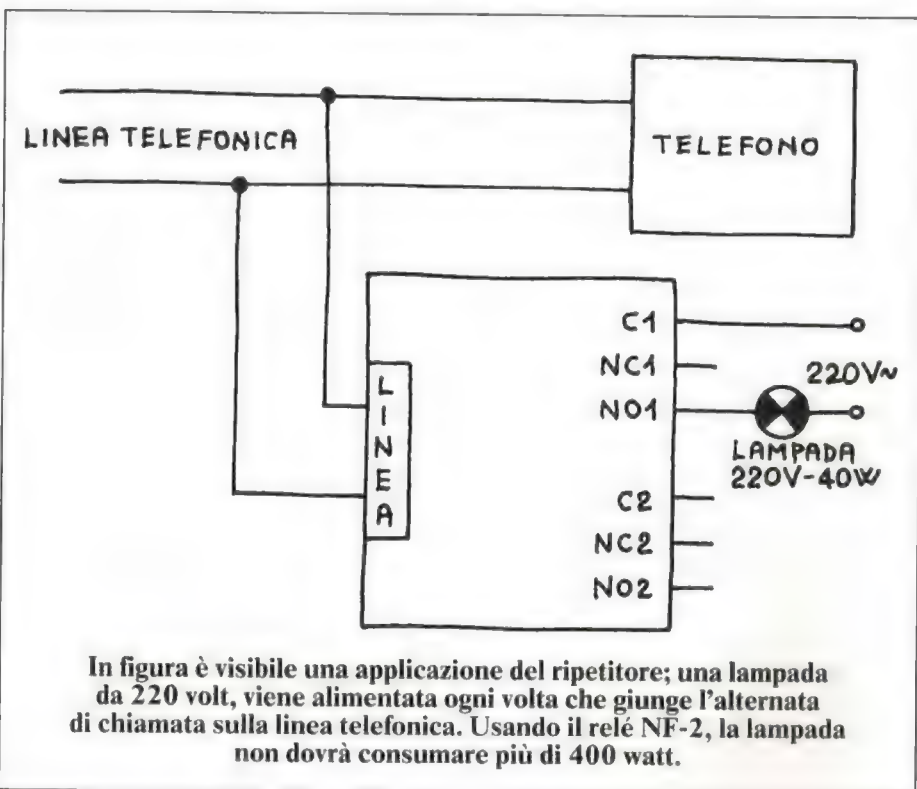 LINEA TELEFONICA
TELEFONO
LINEA
C1
NC1
NO1
C2
NC2
NO2
220V~
LAMPADA
220V-40W
In figura è visibile una applicazione del ripetitore; una lampada
da 220 volt, viene alimentata ogni volta che giunge l'alternata
di chiamata sulla linea telefonica. Usando il relé NF-2, la lampada
non dovrà consumare più di 400 watt.